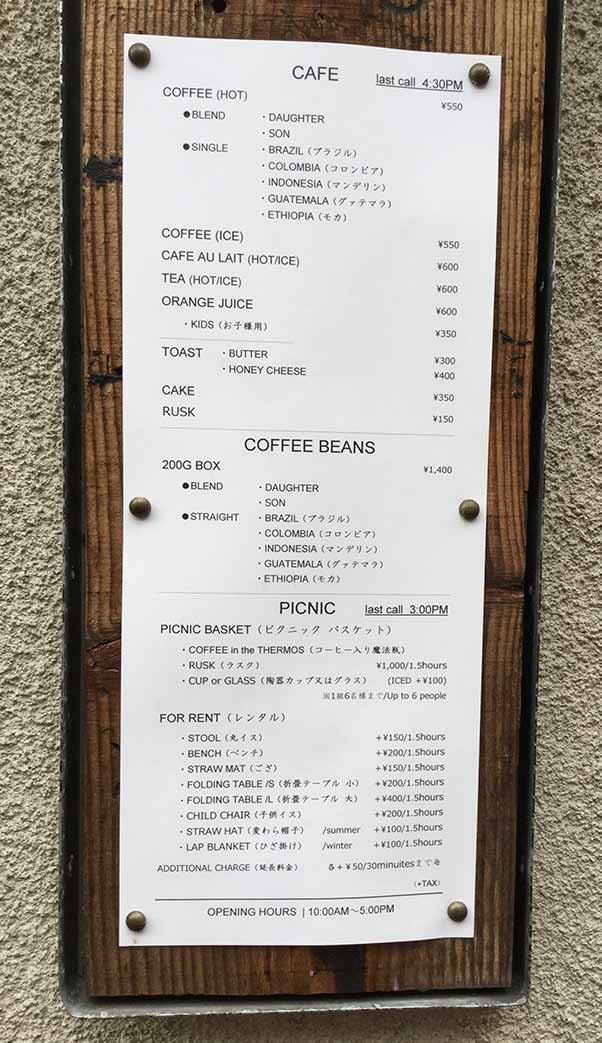 CAFE last call 4:30PM
COFFEE (HOT) ¥550
●BLEND ・DAUGHTER
・SON
●SINGLE ・BRAZIL（ブラジル）
・COLOMBIA（コロンビア）
・INDONESIA（マンデリン）
・GUATEMALA（グァテマラ）
・ETHIOPIA（モカ）
COFFEE (ICE) ¥550
CAFE AU LAIT (HOT/ICE) ¥600
TEA (HOT/ICE) ¥600
ORANGE JUICE ¥600
・KIDS（お子様用） ¥350
TOAST ・BUTTER ¥300
・HONEY CHEESE ¥400
CAKE ¥350
RUSK ¥150
COFFEE BEANS
200G BOX ¥1,400
●BLEND ・DAUGHTER
・SON
●STRAIGHT ・BRAZIL（ブラジル）
・COLOMBIA（コロンビア）
・INDONESIA（マンデリン）
・GUATEMALA（グァテマラ）
・ETHIOPIA（モカ）
PICNIC last call 3:00PM
PICNIC BASKET（ピクニック バスケット）
・COFFEE in the THERMOS（コーヒー入り魔法瓶）
・RUSK（ラスク） ¥1,000/1.5hours
・CUP or GLASS（陶器カップ又はグラス） (ICED +¥100)
※1組6名様まで/Up to 6 people
FOR RENT（レンタル）
・STOOL（丸イス） +¥150/1.5hours
・BENCH（ベンチ） +¥200/1.5hours
・STRAW MAT（ござ） +¥150/1.5hours
・FOLDING TABLE /S（折畳テーブル 小） +¥200/1.5hours
・FOLDING TABLE /L（折畳テーブル 大） +¥400/1.5hours
・CHILD CHAIR（子供イス） +¥200/1.5hours
・STRAW HAT（麦わら帽子） /summer +¥100/1.5hours
・LAP BLANKET（ひざ掛け） /winter +¥100/1.5hours
ADDITIONAL CHARGE（延長料金）各+¥50/30minuitesまで毎
(+TAX)
OPENING HOURS | 10:00AM～5:00PM